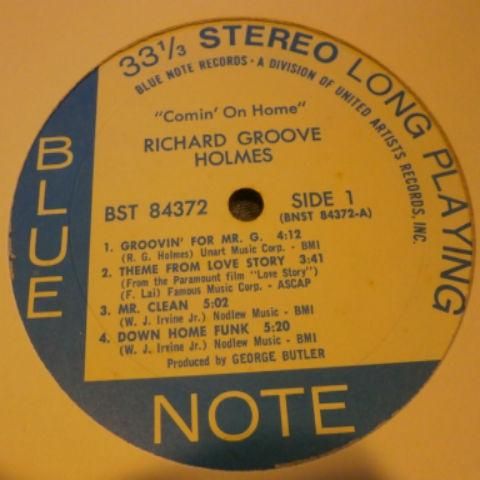 33⅓ STEREO LONG PLAYING
BLUE NOTE RECORDS • A DIVISION OF UNITED ARTISTS RECORDS, INC.
"Comin' On Home"
RICHARD GROOVE
HOLMES
BST 84372
SIDE 1
(BNST 84372-A)
1. GROOVIN' FOR MR. G. 4:12
(R. G. Holmes) Unart Music Corp. - BMI
2. THEME FROM LOVE STORY 3:41
(From the Paramount film "Love Story")
(F. Lai) Famous Music Corp. - ASCAP
3. MR. CLEAN 5:02
(W. J. Irvine Jr.) Nodlew Music - BMI
4. DOWN HOME FUNK 5:20
(W. J. Irvine Jr.) Nodlew Music - BMI
Produced by GEORGE BUTLER
BLUE
NOTE